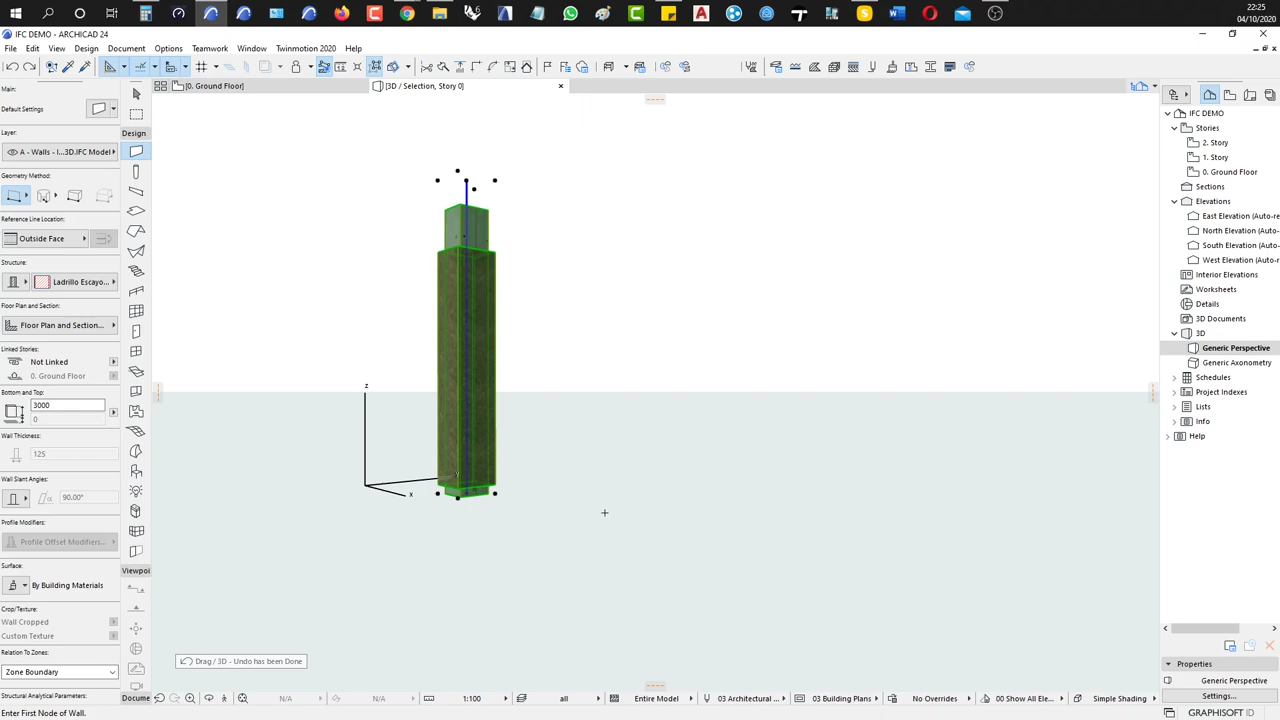 22:25
04/10/2020
IFC DEMO - ARCHICAD 24
File Edit View Design Document Options Teamwork Window Twinmotion 2020 Help
Main:
Default Settings
Layer:
A - Walls - I...3D.IFC Model
Geometry Method:
Reference Line Location:
Outside Face
Structure:
Ladrillo Escayo...
Floor Plan and Section:
Floor Plan and Section...
Linked Stories:
Not Linked
0. Ground Floor
Bottom and Top:
3000
0
Wall Thickness:
125
Wall Slant Angles:
90.00°
Profile Modifiers:
Profile Offset Modifiers...
Surface:
By Building Materials
Crop/Texture:
Wall Cropped
Custom Texture
Relation To Zones:
Zone Boundary
Structural Analytical Parameters:
Enter First Node of Wall.
Design
Viewpoi
Docume
[0. Ground Floor]
[3D / Selection, Story 0]
z
y
x
Drag / 3D - Undo has been Done
N/A N/A 1:100 all Entire Model 03 Architectural ... 03 Building Plans No Overrides 00 Show All Ele... Simple Shading
IFC DEMO
Stories
2. Story
1. Story
0. Ground Floor
Sections
Elevations
East Elevation (Auto-re
North Elevation (Auto-r
South Elevation (Auto-r
West Elevation (Auto-r
Interior Elevations
Worksheets
Details
3D Documents
3D
Generic Perspective
Generic Axonometry
Schedules
Project Indexes
Lists
Info
Help
Properties
Generic Perspective
Settings...
GRAPHISOFT ID